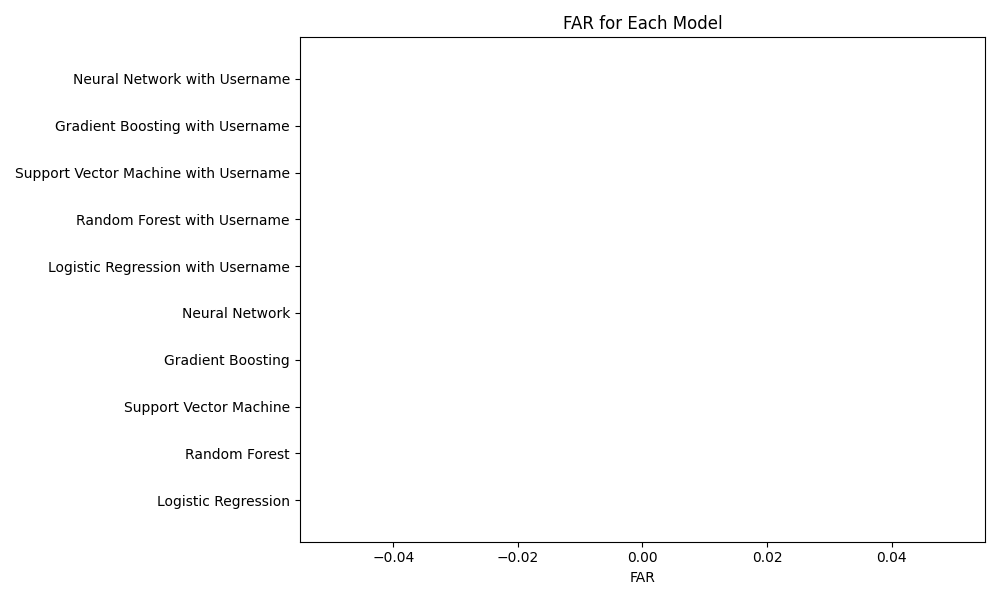 FAR for Each Model
Neural Network with Username
Gradient Boosting with Username
Support Vector Machine with Username
Random Forest with Username
Logistic Regression with Username
Neural Network
Gradient Boosting
Support Vector Machine
Random Forest
Logistic Regression
−0.04 −0.02 0.00 0.02 0.04
FAR